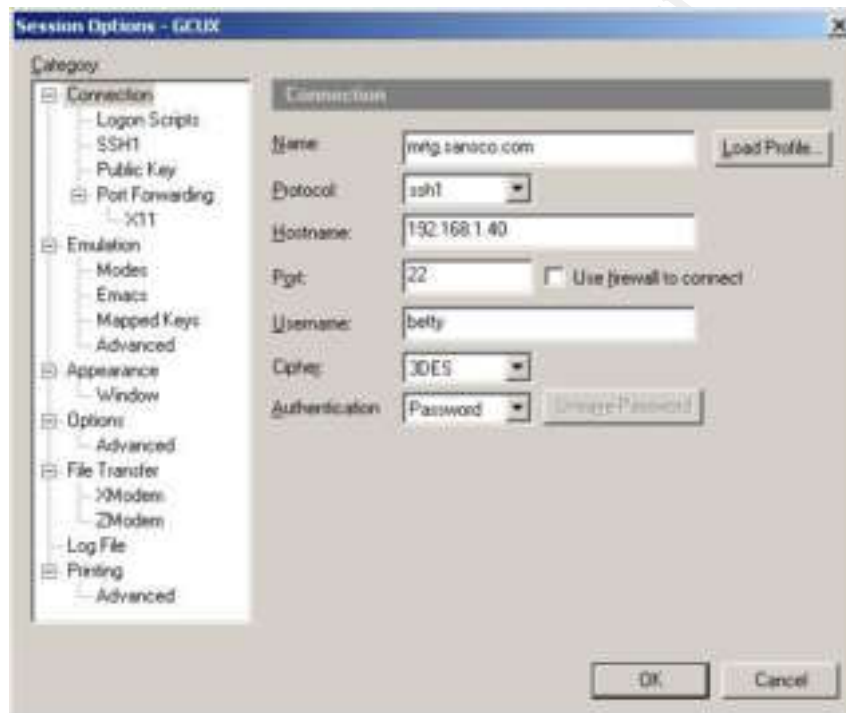 Session Options - GCUX
Category
Connection
Logon Scripts
SSH1
Public Key
Port Forwarding
X11
Emulation
Modes
Emacs
Mapped Keys
Advanced
Appearance
Window
Options
Advanced
File Transfer
XModem
ZModem
Log File
Printing
Advanced
Connection
Name
mrtg.sansco.com
Load Profile...
Protocol:
ssh1
Hostname:
192.168.1.40
Port:
22
Use firewall to connect
Username:
betty
Cipher:
3DES
Authentication
Password
Unsave Password
OK
Cancel